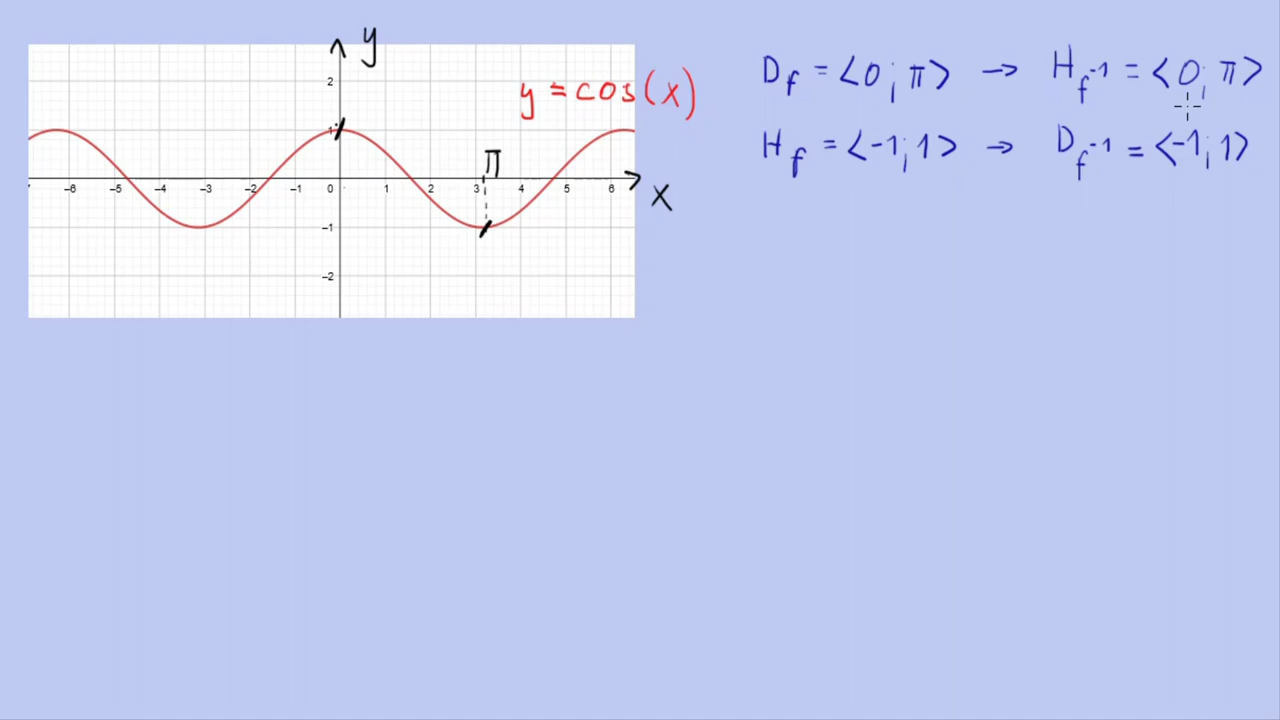 y
2
y = cos(x)
1
π
-7 -6 -5 -4 -3 -2 -1 0 1 2 3 4 5 6
x
-1
-2
D_f = <0; π> → H_f⁻¹ = <0; π>
H_f = <-1; 1> → D_f⁻¹ = <-1; 1>